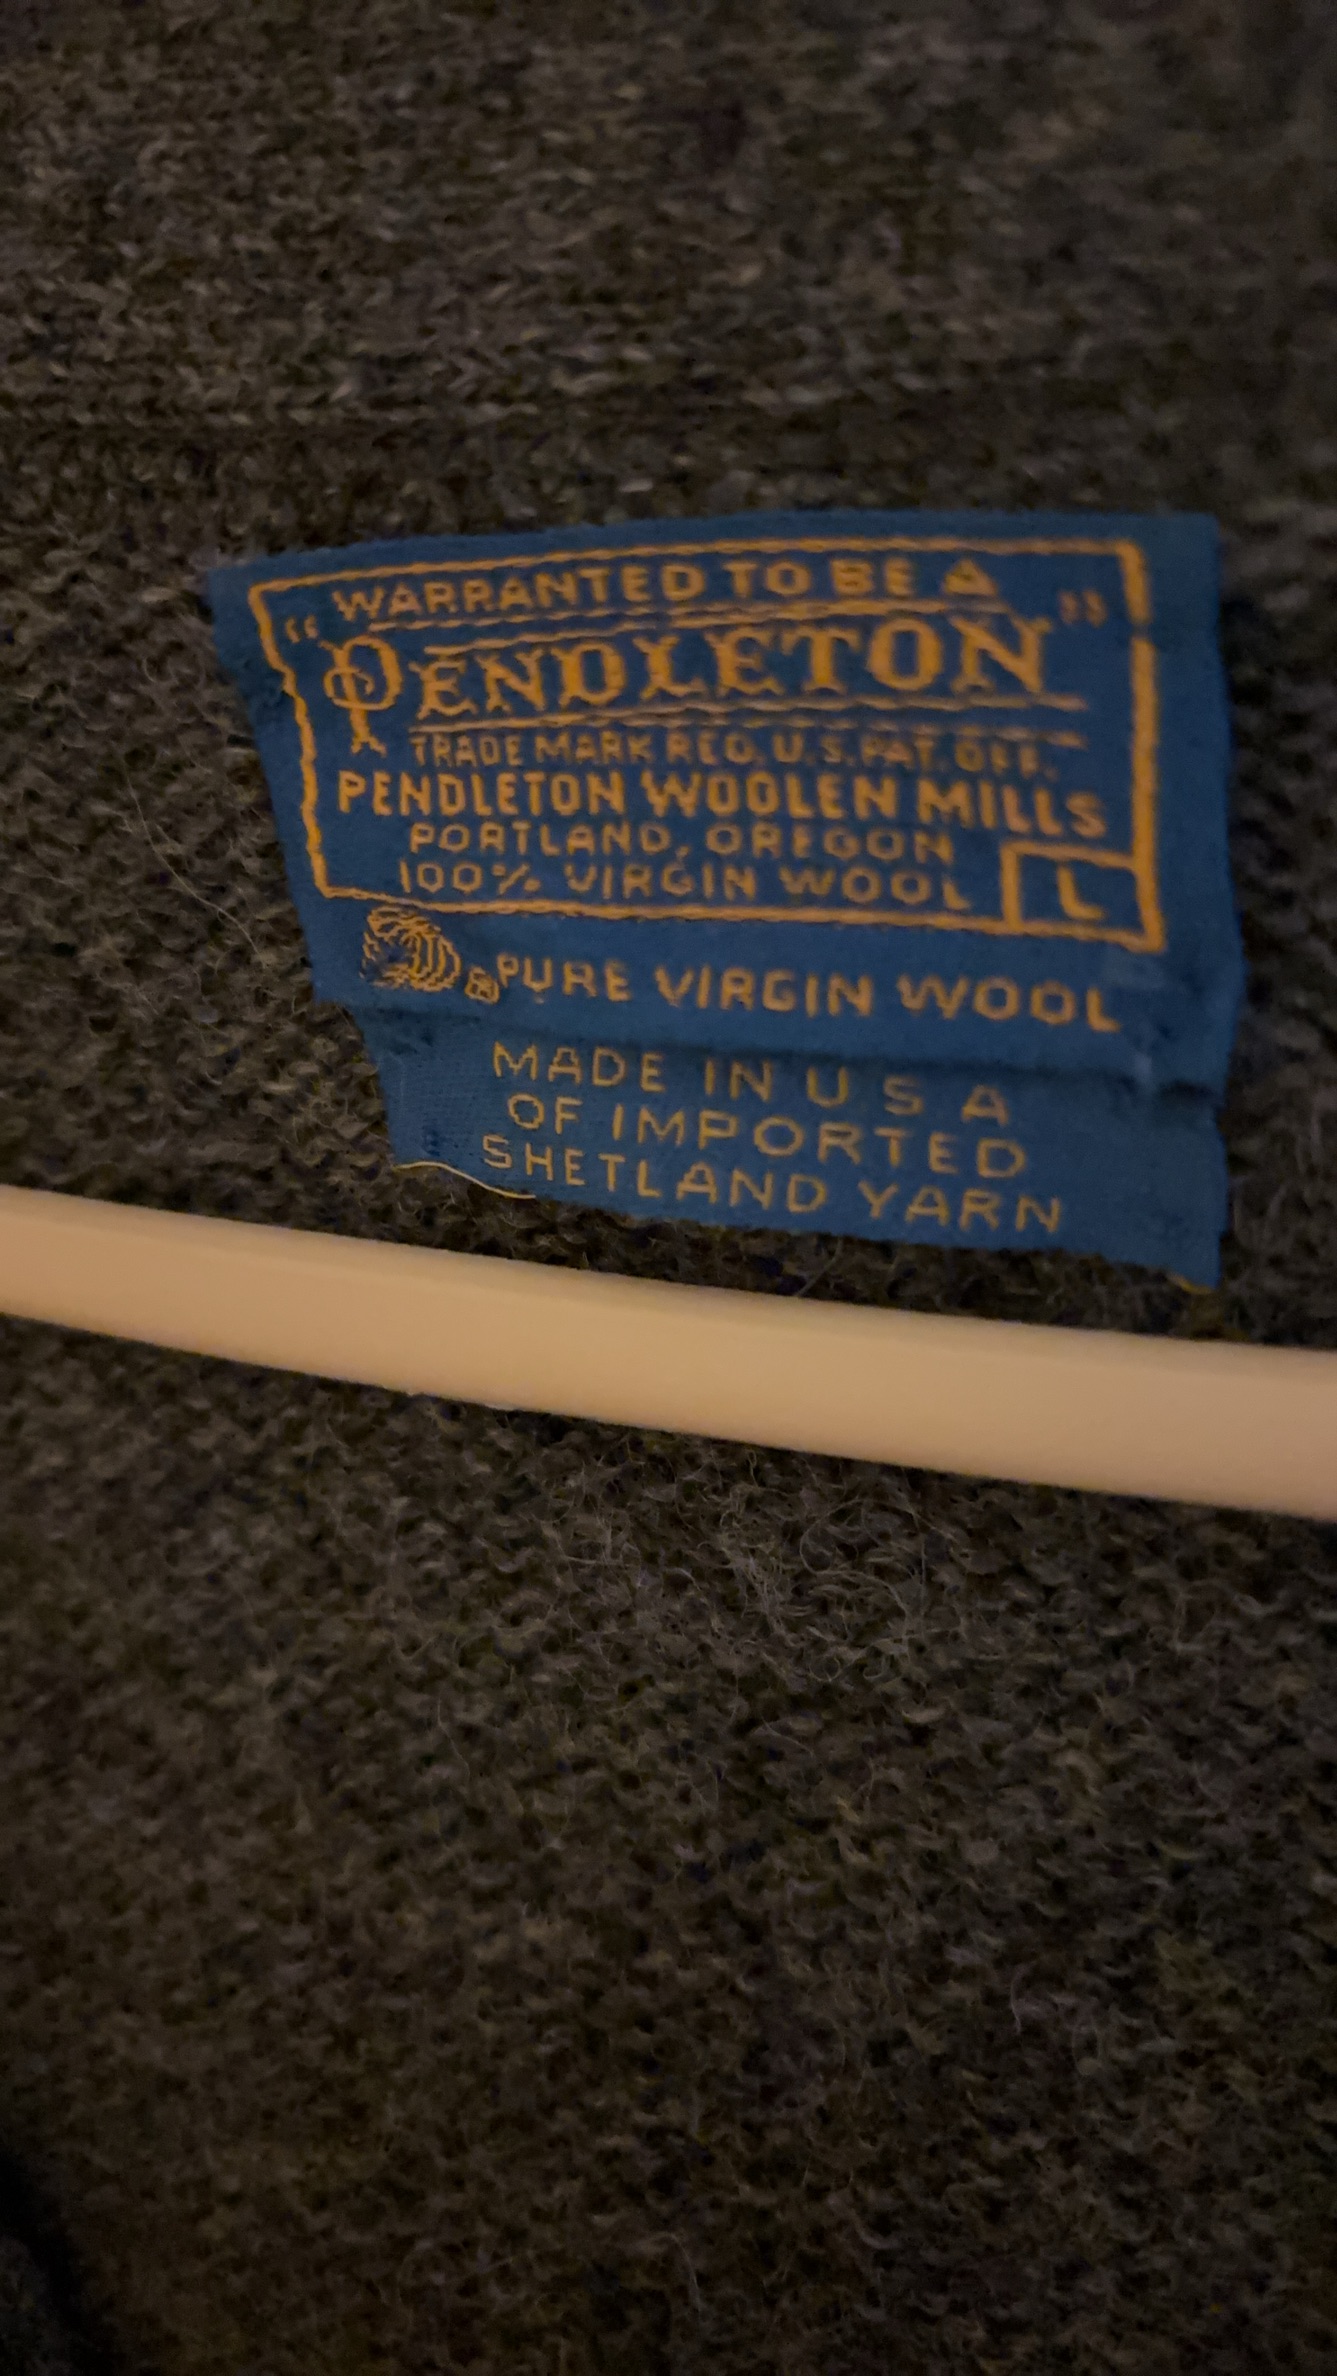 "WARRANTED TO BE A
PENDLETON"
TRADE MARK REG. U.S. PAT. OFF.
PENDLETON WOOLEN MILLS
PORTLAND, OREGON
100% VIRGIN WOOL L
PURE VIRGIN WOOL
MADE IN U S A
OF IMPORTED
SHETLAND YARN